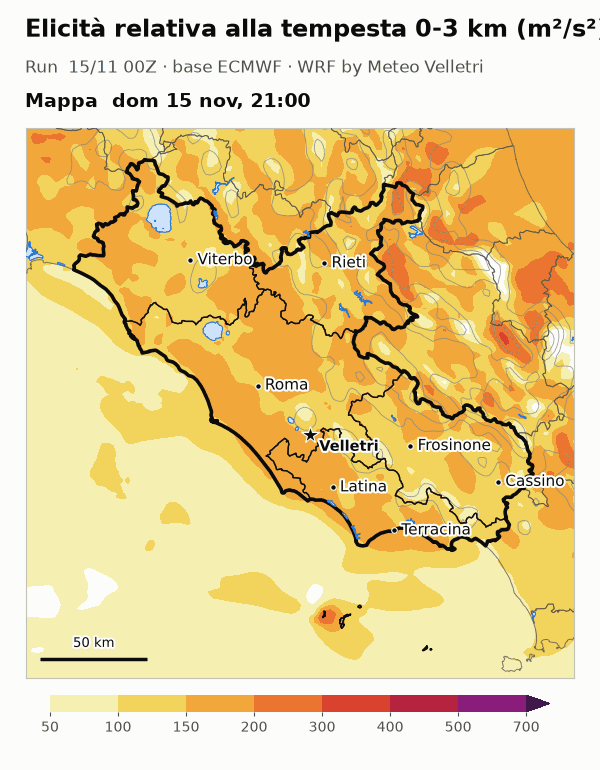 Elicità relativa alla tempesta 0-3 km (m²/s²)
Run  15/11 00Z · base ECMWF · WRF by Meteo Velletri
Mappa  dom 15 nov, 21:00
Viterbo
Rieti
Roma
Velletri
Frosinone
Cassino
Latina
Terracina
50 km
50 100 150 200 300 400 500 700